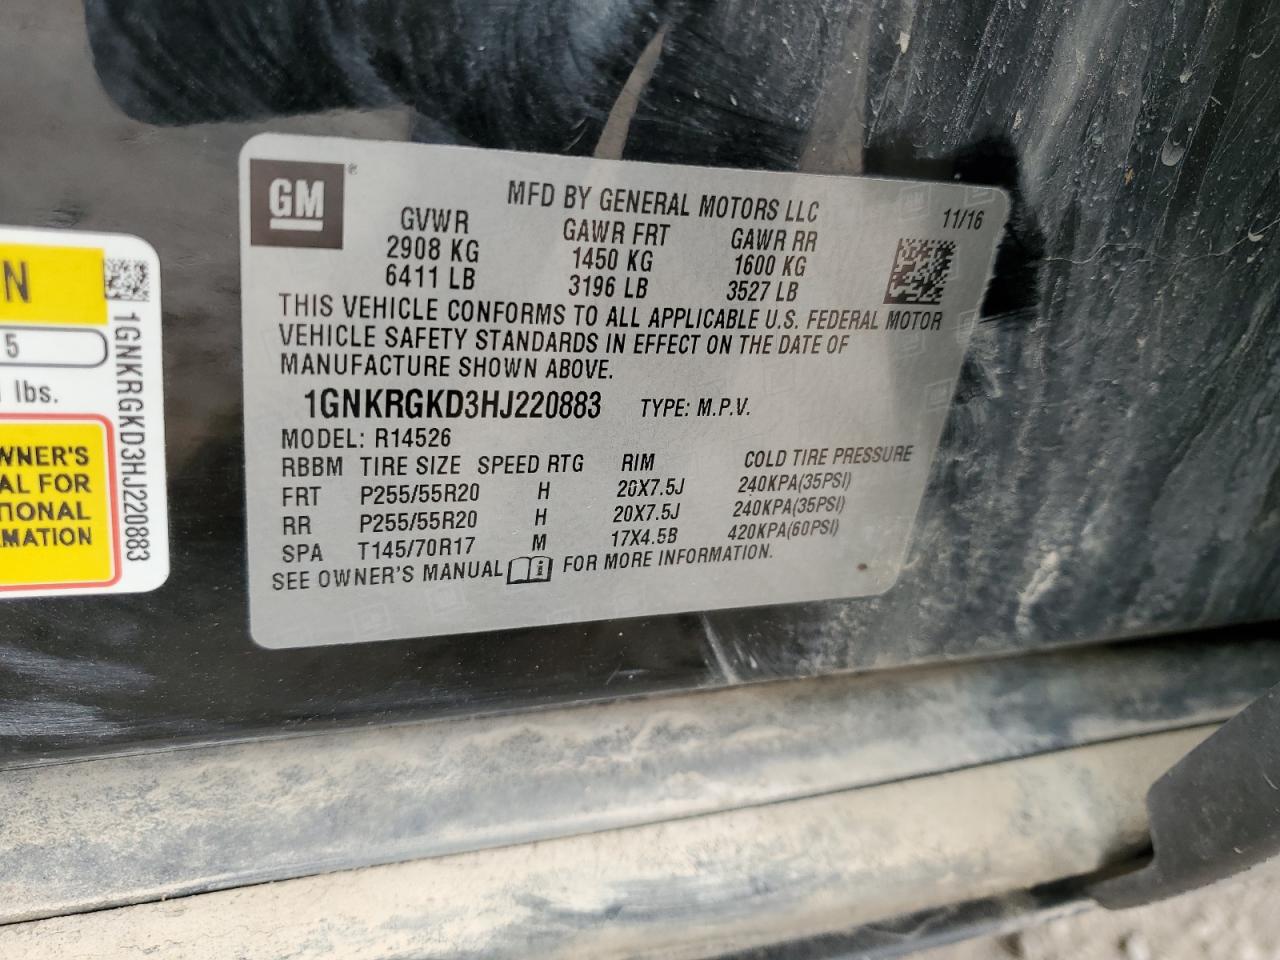 N
5
lbs.
WNER'S
AL FOR
TIONAL
MATION
1GNKRGKD3HJ220883
GM®
MFD BY GENERAL MOTORS LLC
11/16
GVWR GAWR FRT GAWR RR
2908 KG 1450 KG 1600 KG
6411 LB 3196 LB 3527 LB
THIS VEHICLE CONFORMS TO ALL APPLICABLE U.S. FEDERAL MOTOR
VEHICLE SAFETY STANDARDS IN EFFECT ON THE DATE OF
MANUFACTURE SHOWN ABOVE.
1GNKRGKD3HJ220883 TYPE: M.P.V.
MODEL: R14526
RBBM TIRE SIZE SPEED RTG RIM COLD TIRE PRESSURE
FRT P255/55R20 H 20X7.5J 240KPA(35PSI)
RR P255/55R20 H 20X7.5J 240KPA(35PSI)
SPA T145/70R17 M 17X4.5B 420KPA(60PSI)
SEE OWNER'S MANUAL FOR MORE INFORMATION.